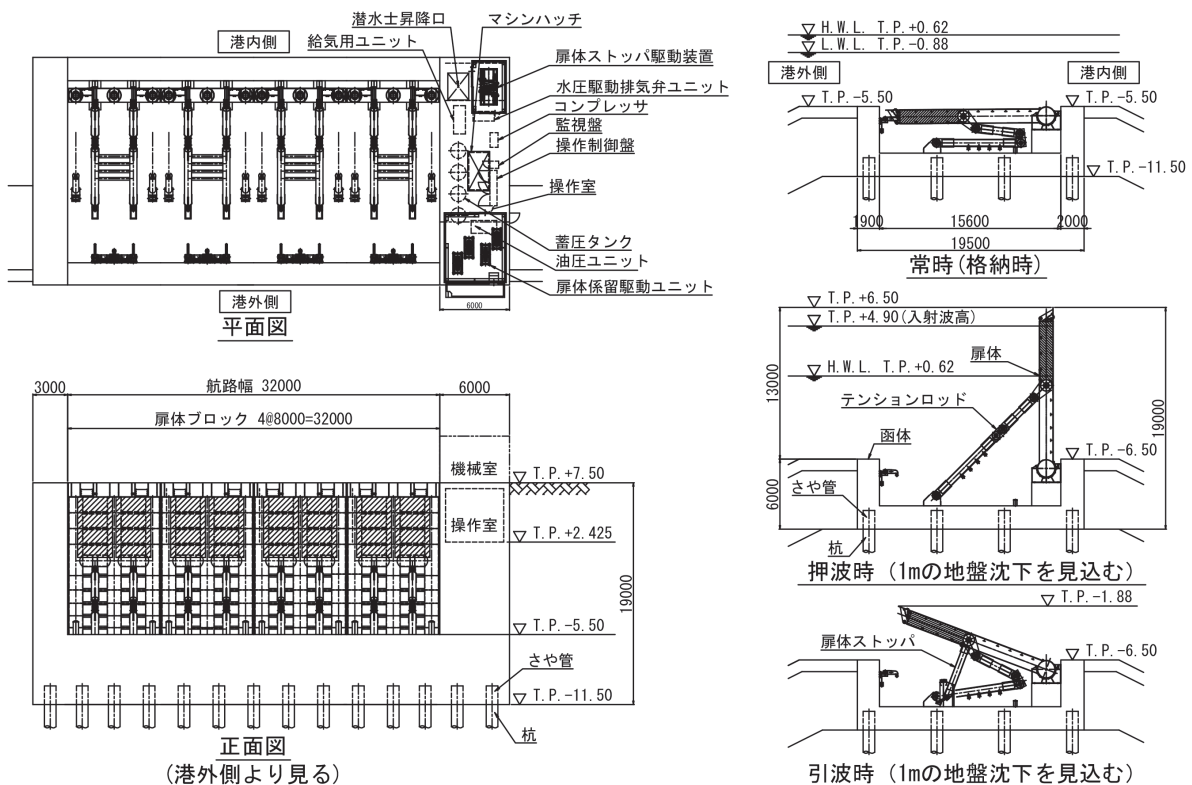 潜水士昇降口
マシンハッチ
港内側
給気用ユニット
扉体ストッパ駆動装置
水圧駆動排気弁ユニット
コンプレッサ
監視盤
操作制御盤
操作室
蓄圧タンク
油圧ユニット
扉体係留駆動ユニット
港外側
6000
平面図
3000
航路幅 32000
6000
扉体ブロック 4@8000=32000
機械室
T.P.+7.50
操作室
T.P.+2.425
19000
T.P.-5.50
さや管
T.P.-11.50
杭
正面図
(港外側より見る)
H.W.L. T.P.+0.62
L.W.L. T.P.-0.88
港外側
港内側
T.P.-5.50
T.P.-5.50
T.P.-11.50
1900
15600
2000
19500
常時(格納時)
T.P.+6.50
T.P.+4.90(入射波高)
扉体
H.W.L. T.P.+0.62
13000
テンションロッド
19000
函体
T.P.-6.50
さや管
6000
杭
押波時 (1mの地盤沈下を見込む)
T.P.-1.88
扉体ストッパ
T.P.-6.50
引波時 (1mの地盤沈下を見込む)